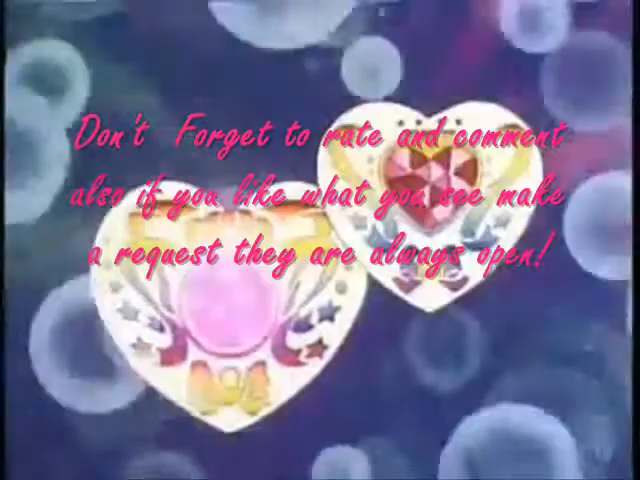 Don't Forget to rate and comment
also if you like what you see make
a request they are always open!